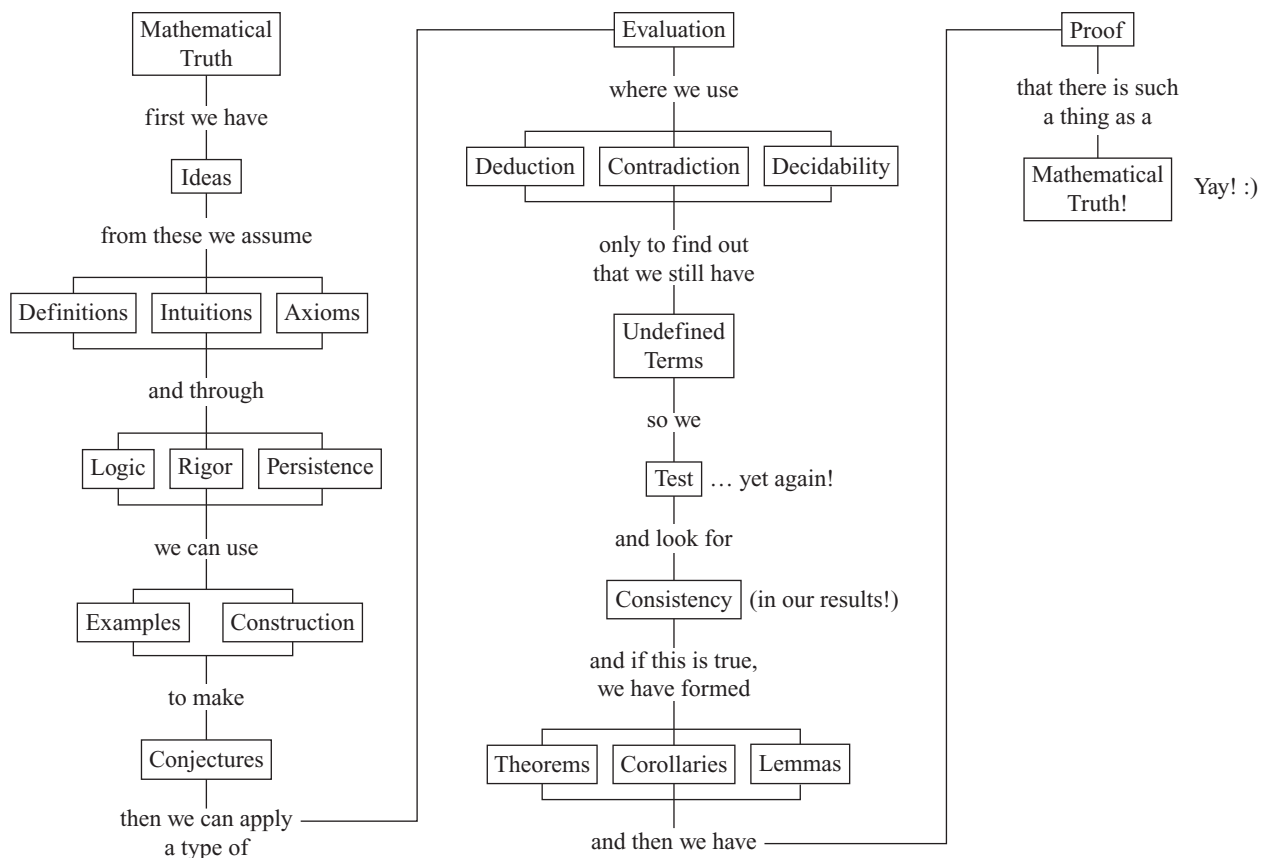 Mathematical
Truth
first we have
Ideas
from these we assume
Definitions Intuitions Axioms
and through
Logic Rigor Persistence
we can use
Examples Construction
to make
Conjectures
then we can apply
a type of
Evaluation
where we use
Deduction Contradiction Decidability
only to find out
that we still have
Undefined
Terms
so we
Test … yet again!
and look for
Consistency (in our results!)
and if this is true,
we have formed
Theorems Corollaries Lemmas
and then we have
Proof
that there is such
a thing as a
Mathematical
Truth!
Yay! :)